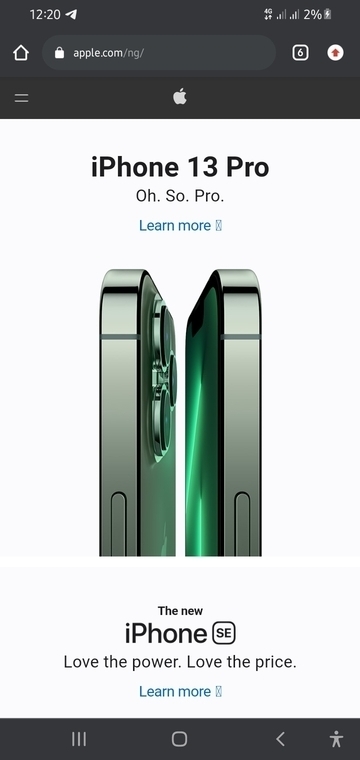 12:20
4G 2%
apple.com/ng/
6
iPhone 13 Pro
Oh. So. Pro.
Learn more
The new
iPhone SE
Love the power. Love the price.
Learn more